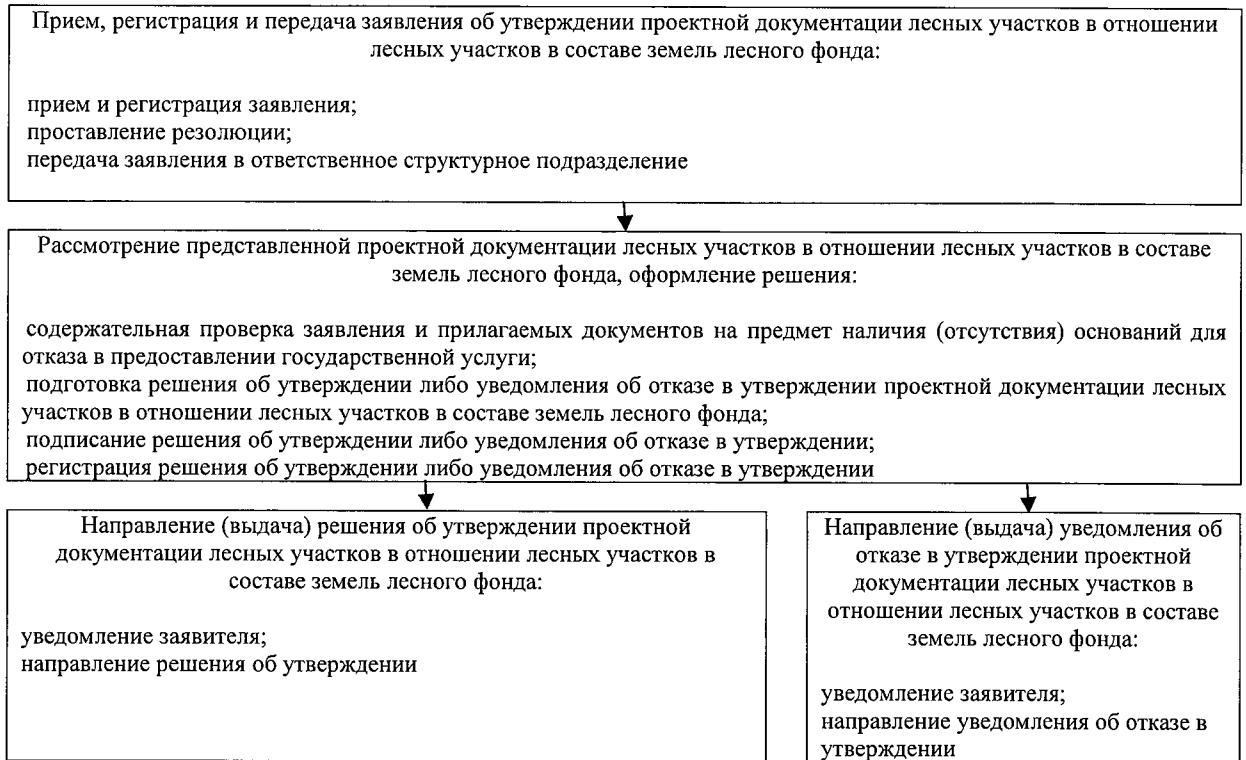 Прием, регистрация и передача заявления об утверждении проектной документации лесных участков в отношении
лесных участков в составе земель лесного фонда:
прием и регистрация заявления;
проставление резолюции;
передача заявления в ответственное структурное подразделение
Рассмотрение представленной проектной документации лесных участков в отношении лесных участков в составе
земель лесного фонда, оформление решения:
содержательная проверка заявления и прилагаемых документов на предмет наличия (отсутствия) оснований для
отказа в предоставлении государственной услуги;
подготовка решения об утверждении либо уведомления об отказе в утверждении проектной документации лесных
участков в отношении лесных участков в составе земель лесного фонда;
подписание решения об утверждении либо уведомления об отказе в утверждении;
регистрация решения об утверждении либо уведомления об отказе в утверждении
Направление (выдача) решения об утверждении проектной
документации лесных участков в отношении лесных участков в
составе земель лесного фонда:
уведомление заявителя;
направление решения об утверждении
Направление (выдача) уведомления об
отказе в утверждении проектной
документации лесных участков в
отношении лесных участков в составе
земель лесного фонда:
уведомление заявителя;
направление уведомления об отказе в
утверждении